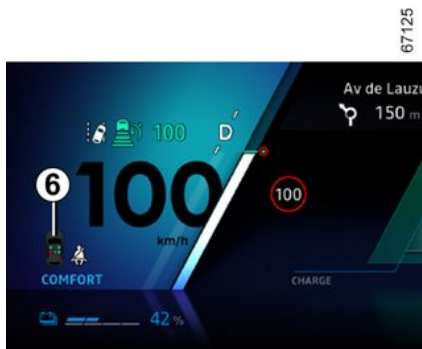 67125
Av de Lauzu
150 m
100
D
6
100
km/h
100
COMFORT
CHARGE
42 %